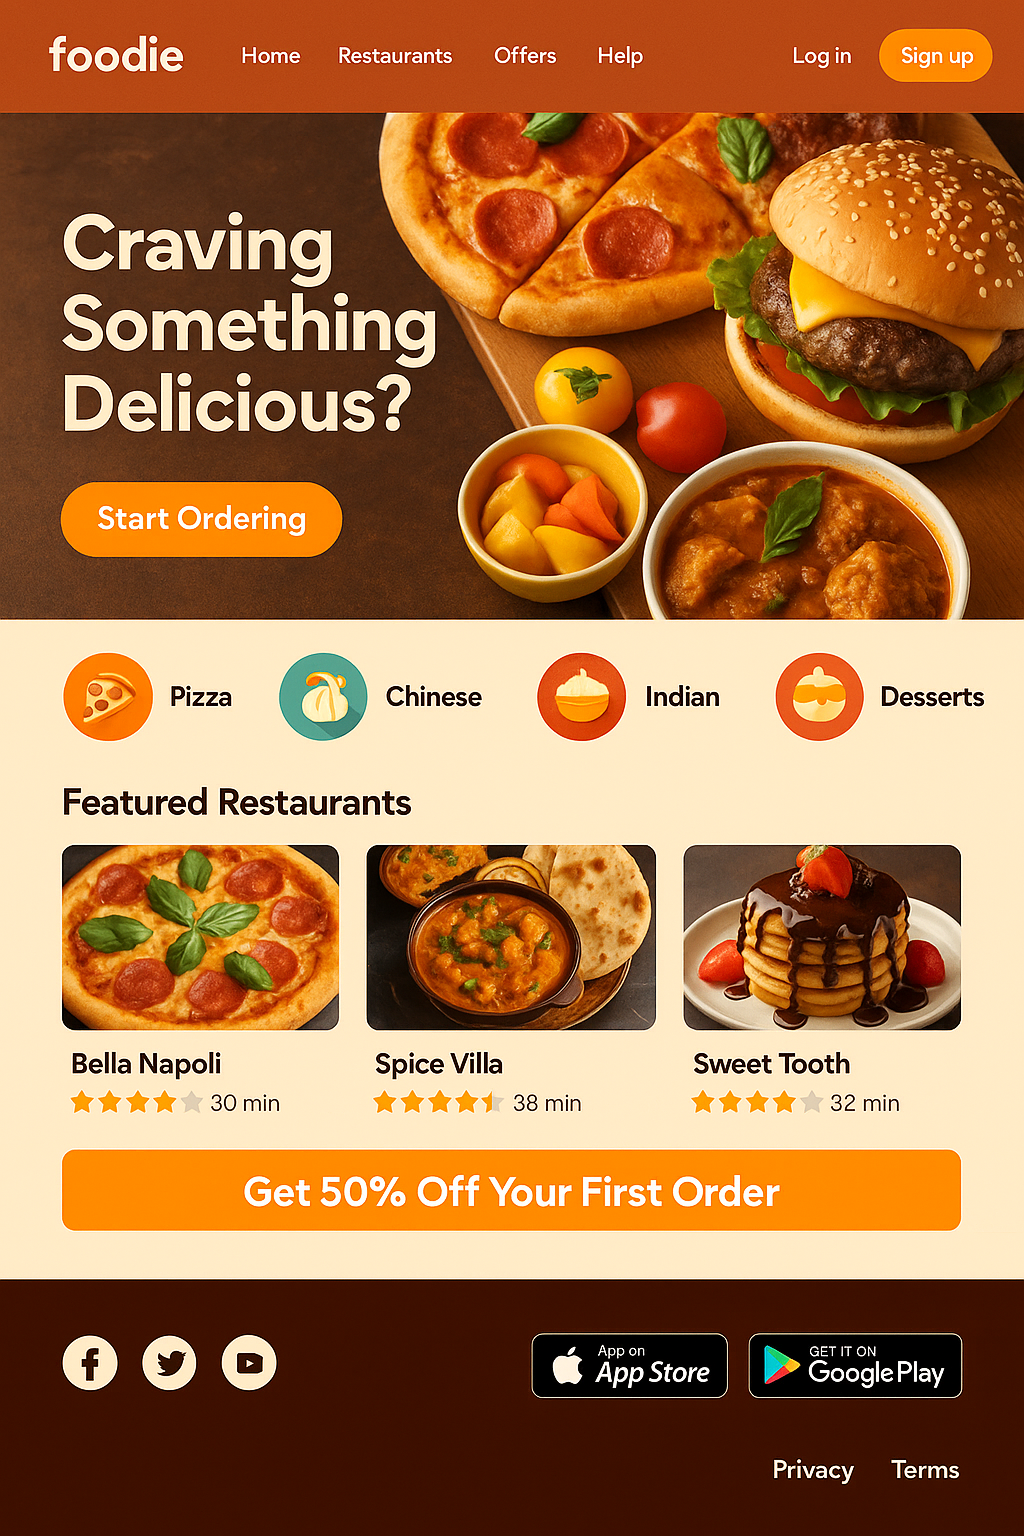 foodie Home Restaurants Offers Help Log in Sign up
Craving
Something
Delicious?
Start Ordering
Pizza Chinese Indian Desserts
Featured Restaurants
Bella Napoli Spice Villa Sweet Tooth
30 min 38 min 32 min
Get 50% Off Your First Order
App on
App Store
GET IT ON
Google Play
Privacy Terms